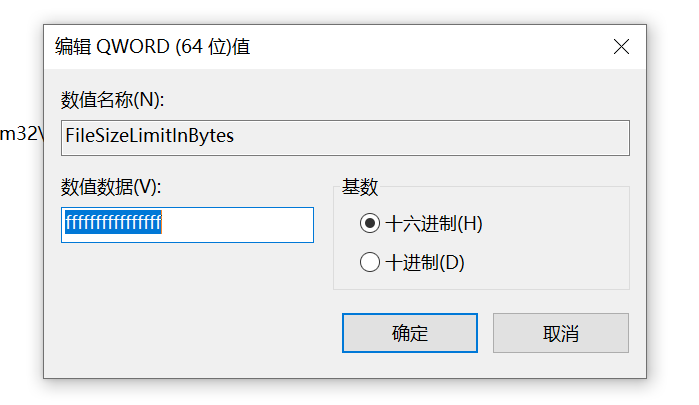 编辑 QWORD (64 位)值
数值名称(N):
m32\
FileSizeLimitInBytes
数值数据(V):
基数
ffffffffffffffff
十六进制(H)
十进制(D)
确定
取消